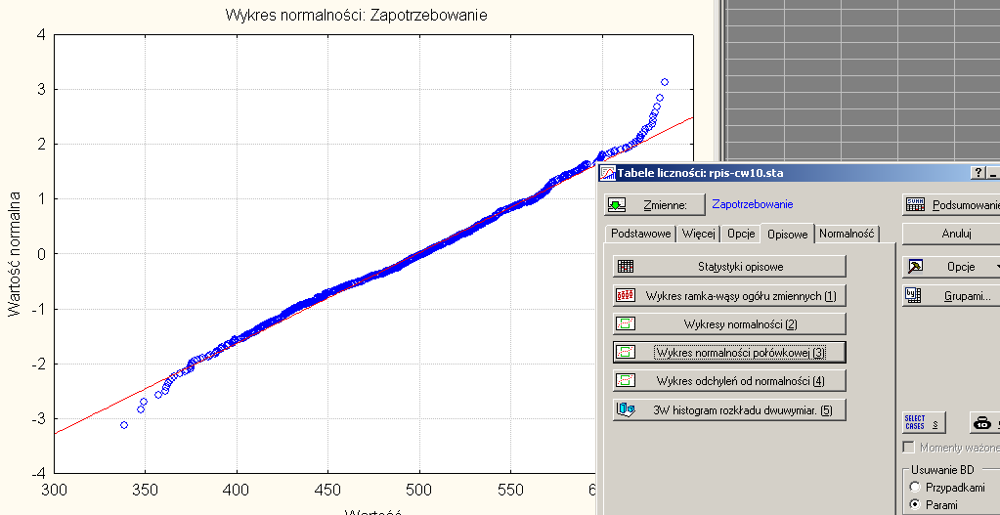 Wykres normalności: Zapotrzebowanie
4
3
2
1
0
-1
-2
-3
-4
Wartość normalna
300 350 400 450 500 550 6
Wartość
Tabele liczności: rpis-cw10.sta
Zmienne: Zapotrzebowanie
Podstawowe Więcej Opcje Opisowe Normalność
Statystyki opisowe
Wykres ramka-wąsy ogółu zmiennych (1)
Wykresy normalności (2)
Wykres normalności połówkowej (3)
Wykres odchyleń od normalności (4)
3W histogram rozkładu dwuwymiar. (5)
SUMM Podsumowani
Anuluj
Opcje
by Grupami...
SELECT CASES S
Momenty ważone
Usuwanie BD
Przypadkami
Parami